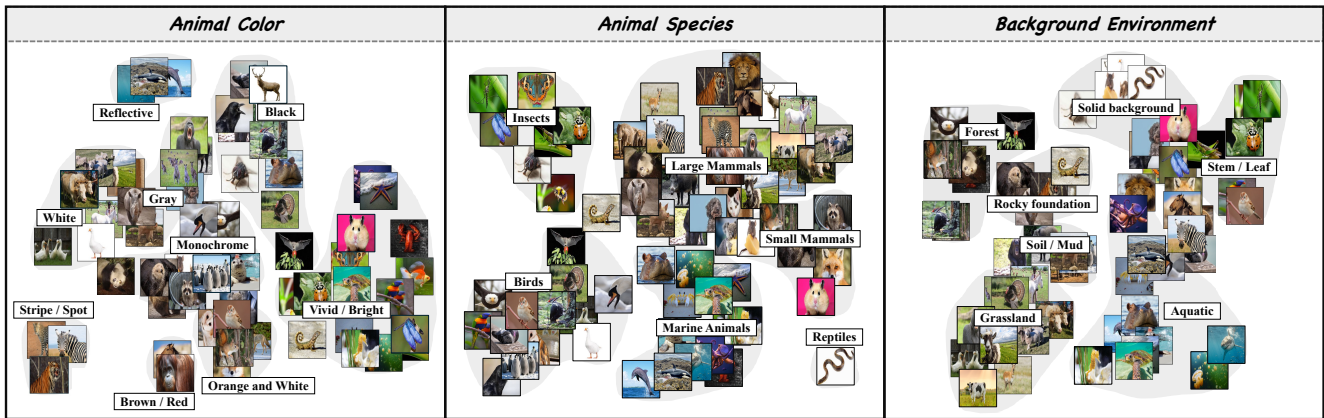 Animal Color
Reflective
Black
Gray
White
Monochrome
Stripe / Spot
Vivid / Bright
Orange and White
Brown / Red
Animal Species
Insects
Large Mammals
Small Mammals
Birds
Marine Animals
Reptiles
Background Environment
Solid background
Forest
Stem / Leaf
Rocky foundation
Soil / Mud
Grassland
Aquatic